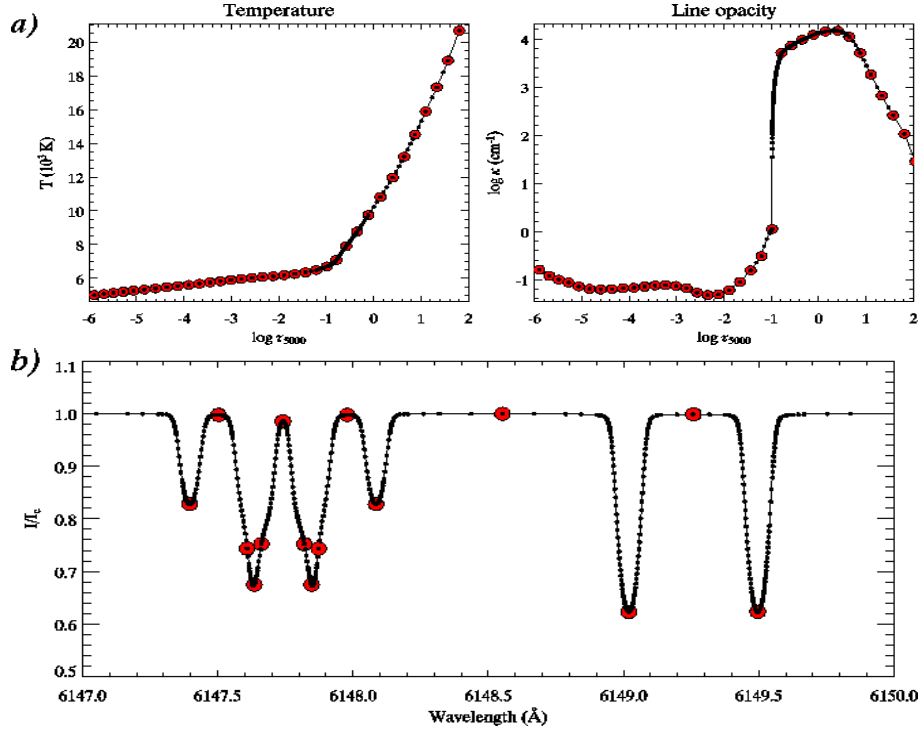 a)
Temperature
Line opacity
20
18
16
14
12
10
8
6
T (10³ K)
-6 -5 -4 -3 -2 -1 0 1 2
log τ5000
4
3
2
1
0
-1
log κ (cm⁻¹)
-6 -5 -4 -3 -2 -1 0 1 2
log τ5000
b)
1.1
1.0
0.9
0.8
0.7
0.6
0.5
I/Ic
6147.0 6147.5 6148.0 6148.5 6149.0 6149.5 6150.0
Wavelength (Å)